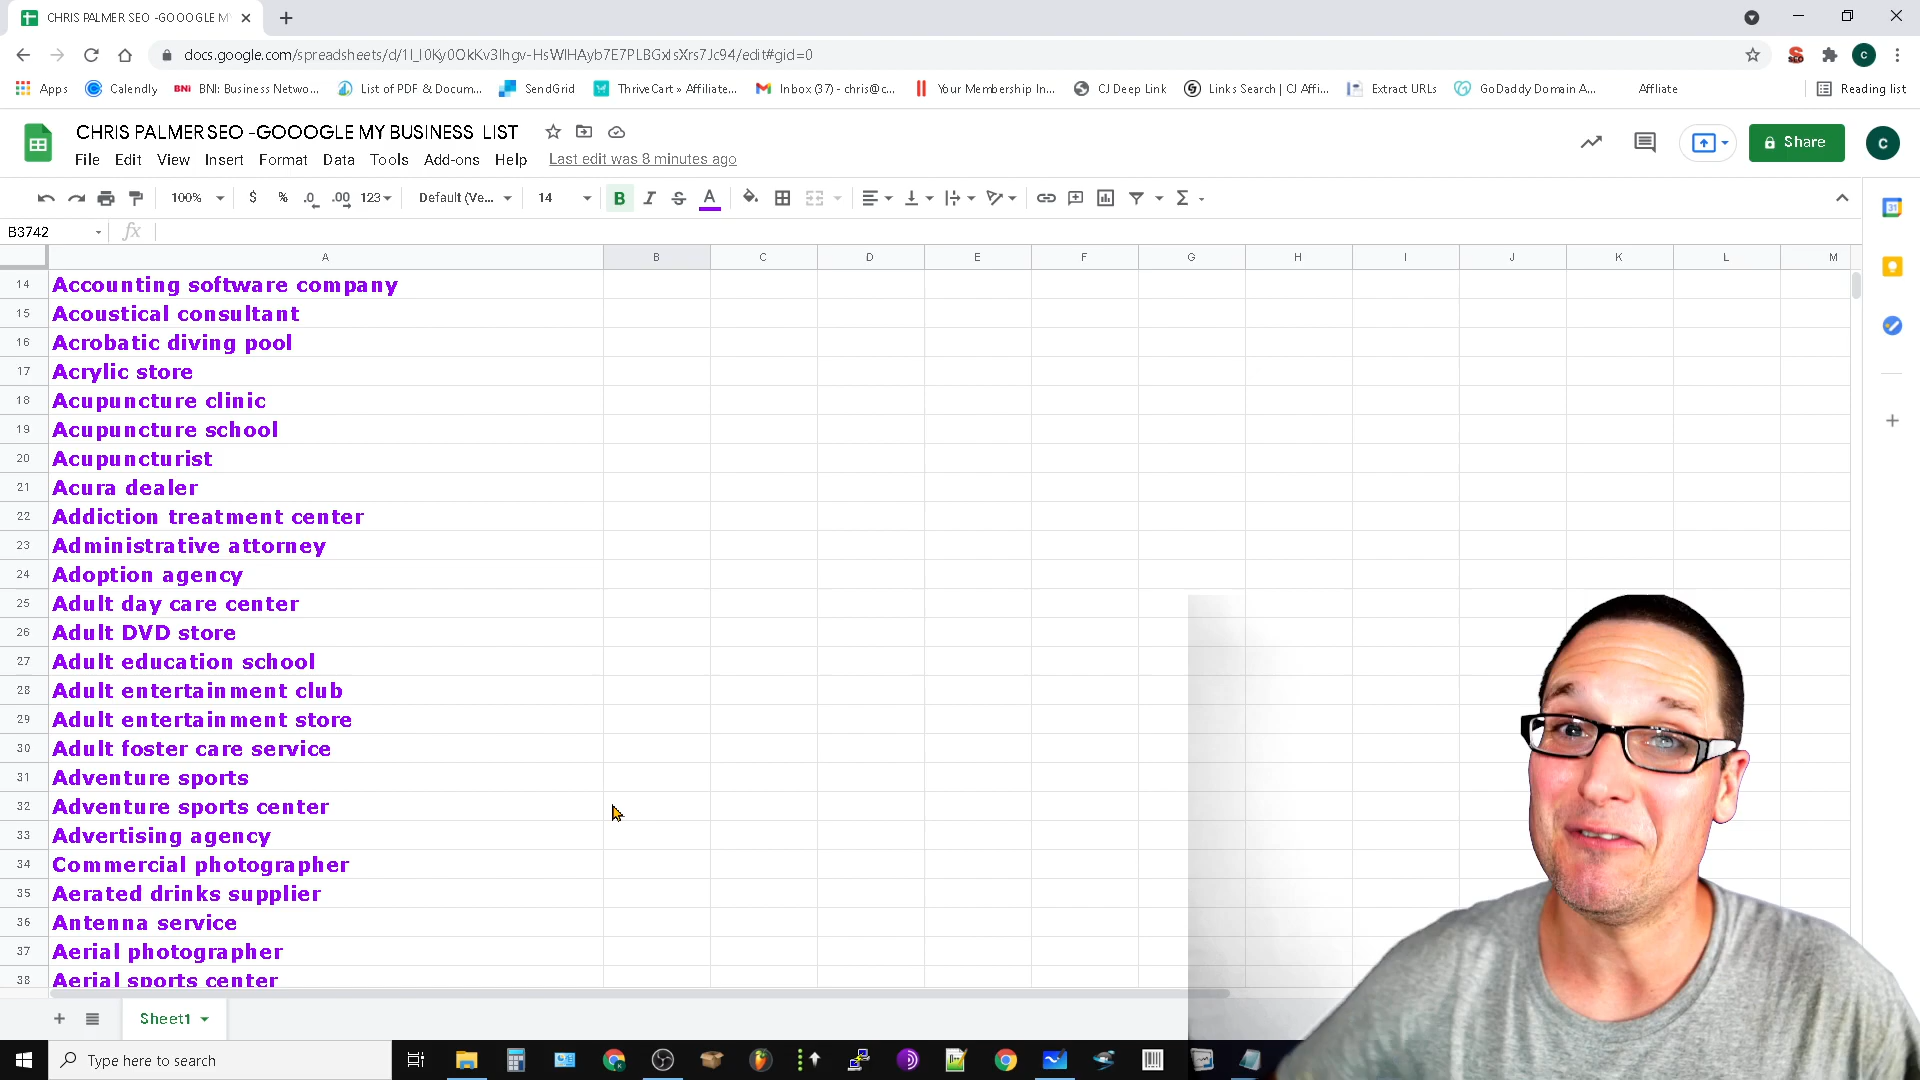 CHRIS PALMER SEO -GOOOGLE M
docs.google.com/spreadsheets/d/1I_I0Ky0OkKv3Ihgv-HsWIHAyb7E7PLBGxIsXrs7Jc94/edit#gid=0
Apps Calendly BNI BNI: Business Netwo... List of PDF & Docum... SendGrid ThriveCart » Affiliate... Inbox (37) - chris@c... Your Membership In... CJ Deep Link Links Search | CJ Affi... Extract URLs GoDaddy Domain A... Affliate Reading list
CHRIS PALMER SEO -GOOOGLE MY BUSINESS LIST
Share C
File Edit View Insert Format Data Tools Add-ons Help Last edit was 8 minutes ago
100% $ % .0 .00 123 Default (Ve... 14 B I S A
B3742 fx
A B C D E F G H I J K L M
14 Accounting software company
15 Acoustical consultant
16 Acrobatic diving pool
17 Acrylic store
18 Acupuncture clinic
19 Acupuncture school
20 Acupuncturist
21 Acura dealer
22 Addiction treatment center
23 Administrative attorney
24 Adoption agency
25 Adult day care center
26 Adult DVD store
27 Adult education school
28 Adult entertainment club
29 Adult entertainment store
30 Adult foster care service
31 Adventure sports
32 Adventure sports center
33 Advertising agency
34 Commercial photographer
35 Aerated drinks supplier
36 Antenna service
37 Aerial photographer
38 Aerial sports center
Sheet1
Type here to search